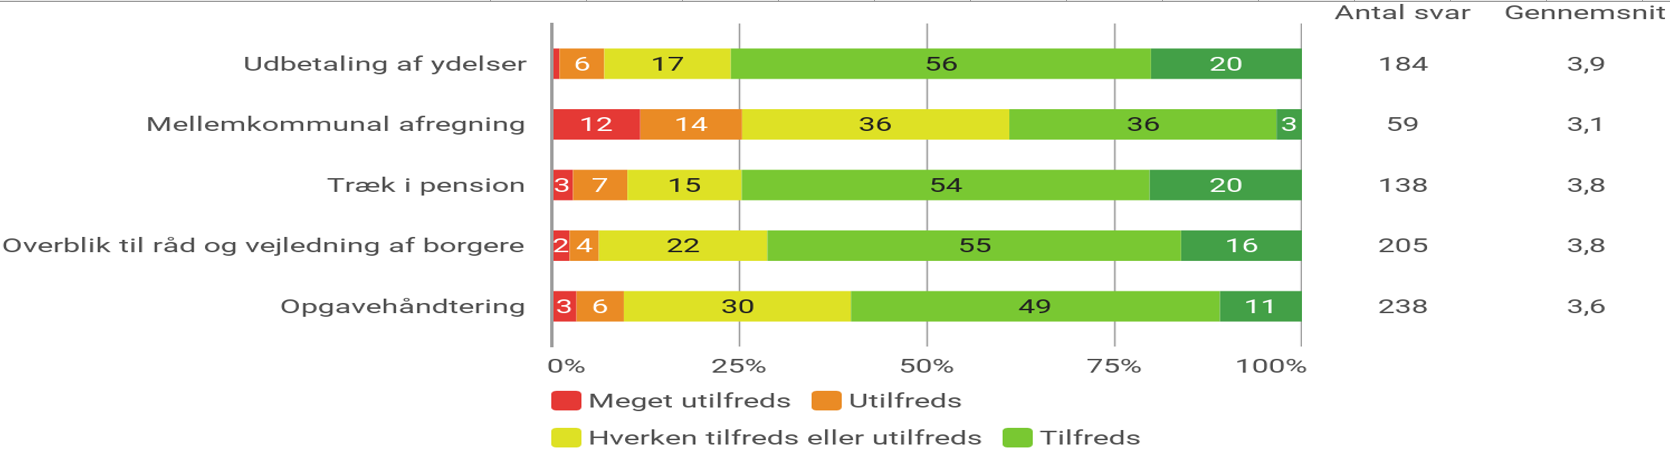 Antal svar Gennemsnit
Udbetaling af ydelser 6 17 56 20 184 3,9
Mellemkommunal afregning 12 14 36 36 3 59 3,1
Træk i pension 3 7 15 54 20 138 3,8
Overblik til råd og vejledning af borgere 2 4 22 55 16 205 3,8
Opgavehåndtering 3 6 30 49 11 238 3,6
0% 25% 50% 75% 100%
Meget utilfreds Utilfreds
Hverken tilfreds eller utilfreds Tilfreds